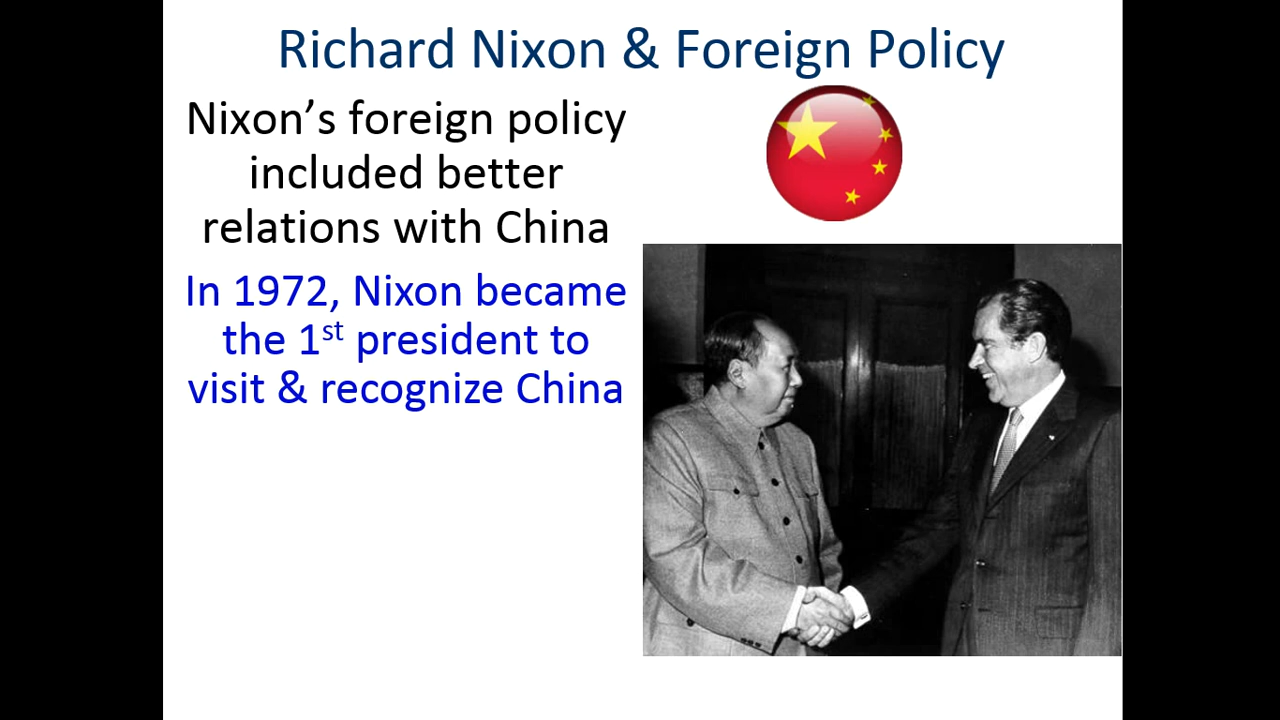 Richard Nixon & Foreign Policy
Nixon’s foreign policy
included better
relations with China
In 1972, Nixon became
the 1st president to
visit & recognize China